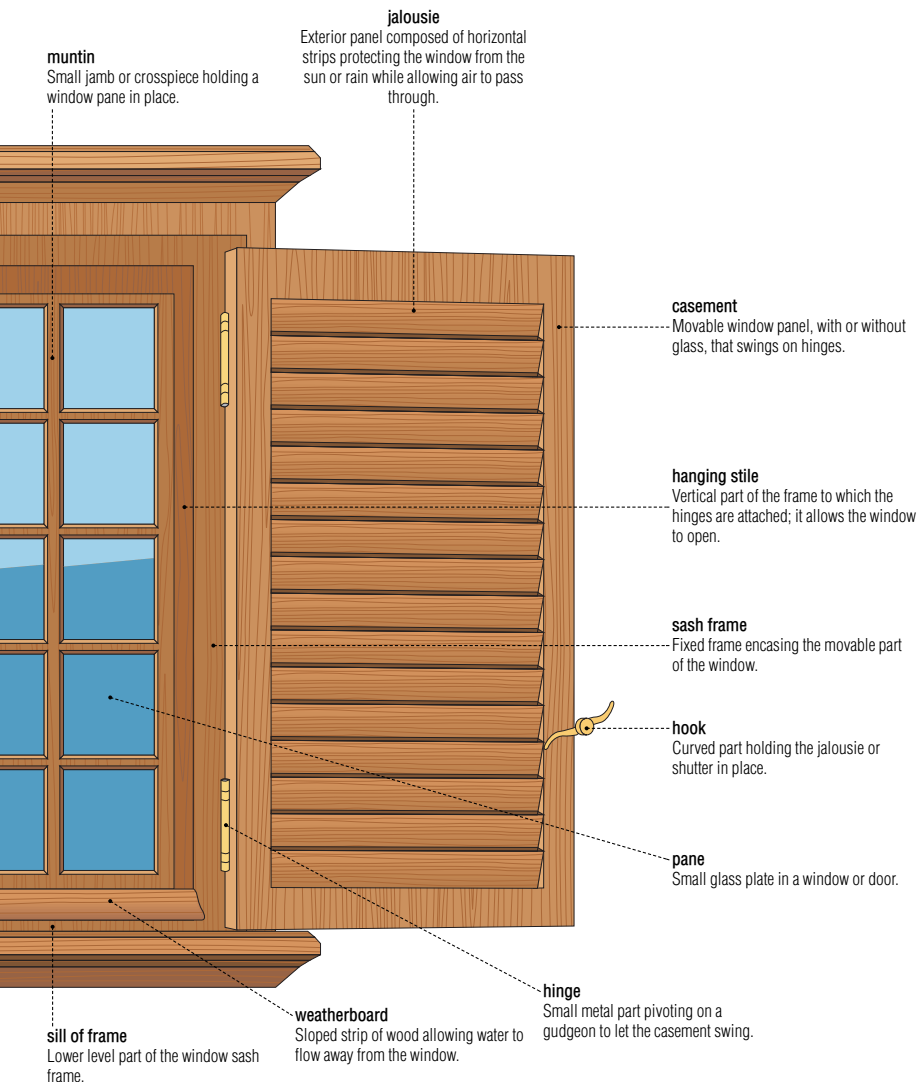 jalousie
Exterior panel composed of horizontal
strips protecting the window from the
sun or rain while allowing air to pass
through.
muntin
Small jamb or crosspiece holding a
window pane in place.
casement
Movable window panel, with or without
glass, that swings on hinges.
hanging stile
Vertical part of the frame to which the
hinges are attached; it allows the window
to open.
sash frame
Fixed frame encasing the movable part
of the window.
hook
Curved part holding the jalousie or
shutter in place.
pane
Small glass plate in a window or door.
hinge
Small metal part pivoting on a
gudgeon to let the casement swing.
weatherboard
Sloped strip of wood allowing water to
flow away from the window.
sill of frame
Lower level part of the window sash
frame.